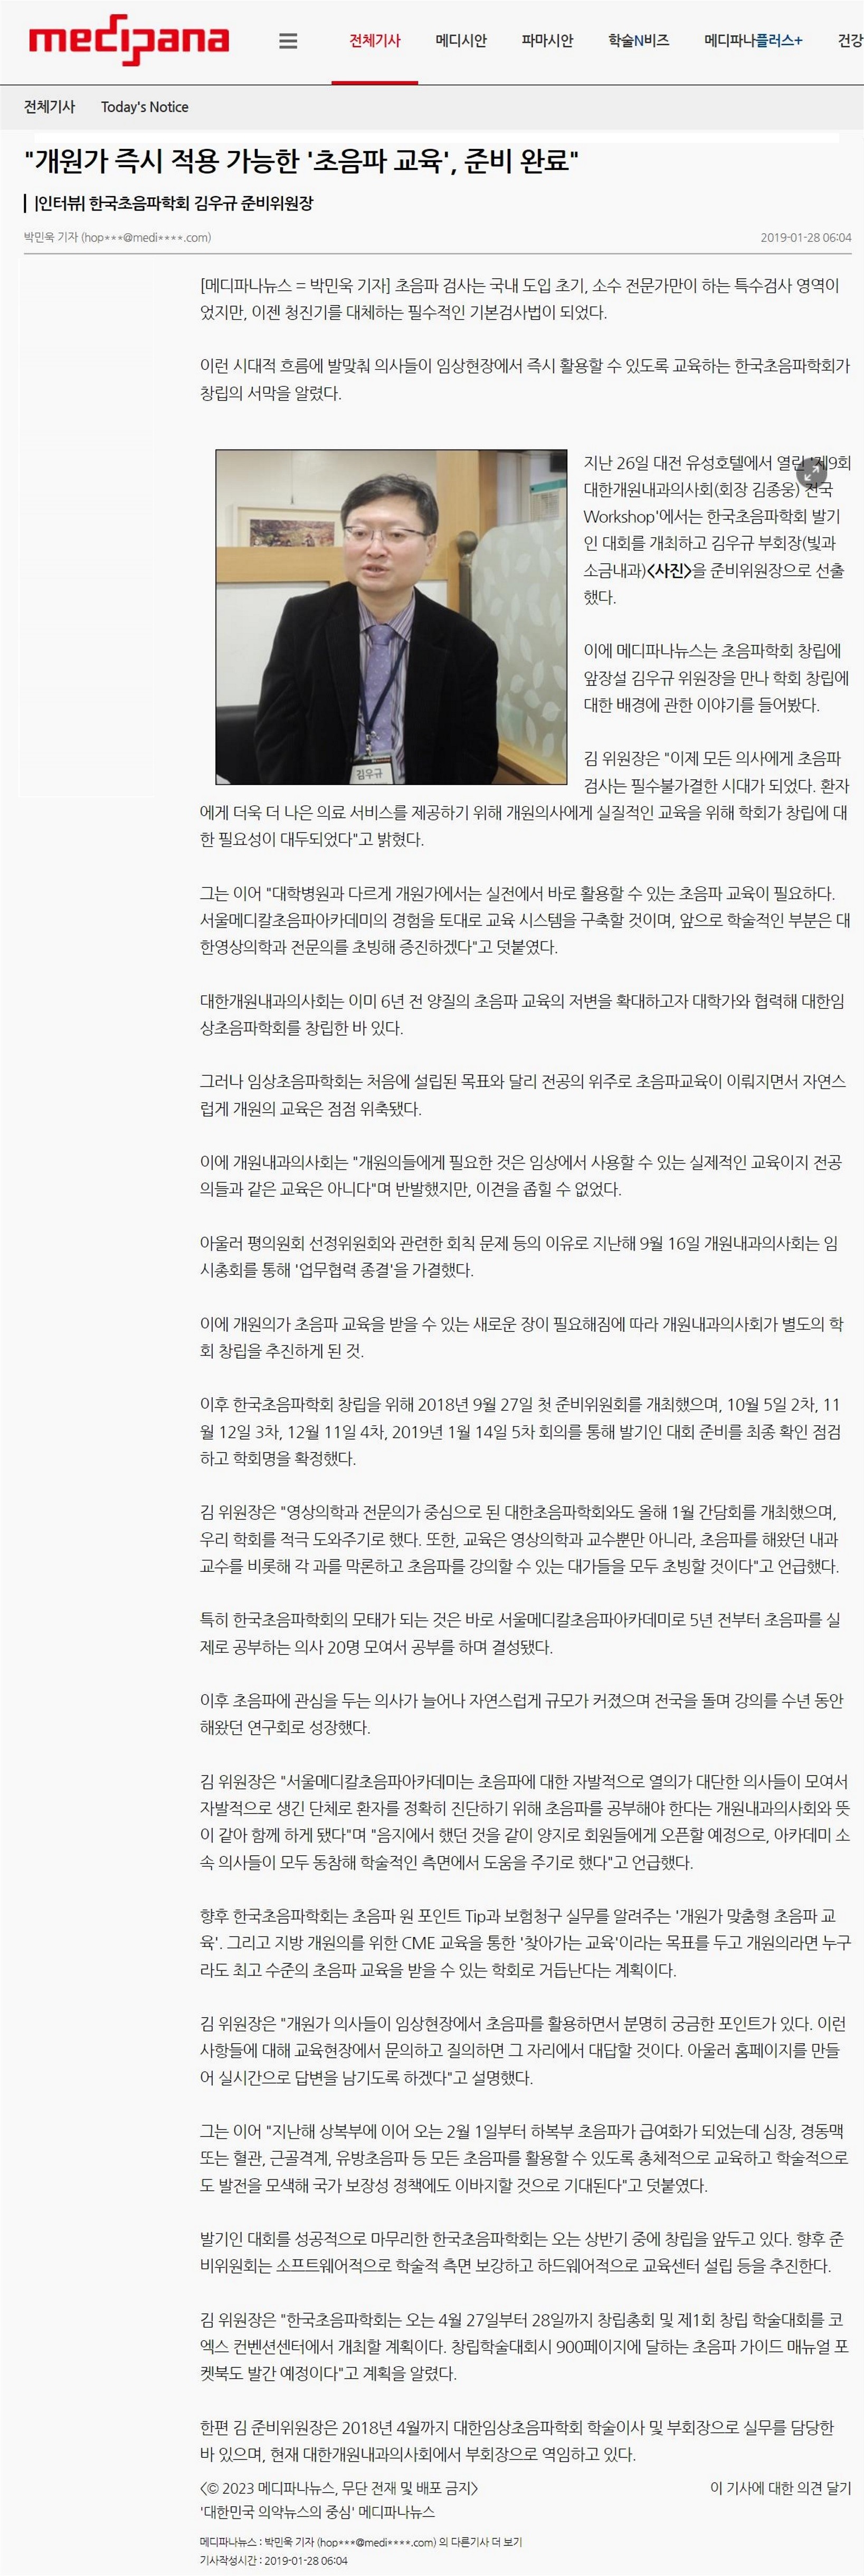 medipana
전체기사 메디시안 파마시안 학술N비즈 메디파나플러스+ 건강
전체기사 Today's Notice
"개원가 즉시 적용 가능한 '초음파 교육', 준비 완료"
|인터뷰| 한국초음파학회 김우규 준비위원장
박민욱 기자 (hop***@medi****.com) 2019-01-28 06:04
[메디파나뉴스 = 박민욱 기자] 초음파 검사는 국내 도입 초기, 소수 전문가만이 하는 특수검사 영역이
었지만, 이젠 청진기를 대체하는 필수적인 기본검사법이 되었다.
이런 시대적 흐름에 발맞춰 의사들이 임상현장에서 즉시 활용할 수 있도록 교육하는 한국초음파학회가
창립의 서막을 알렸다.
지난 26일 대전 유성호텔에서 열린 '제9회
대한개원내과의사회(회장 김종웅) 전국
Workshop'에서는 한국초음파학회 발기
인 대회를 개최하고 김우규 부회장(빛과
소금내과)<사진>을 준비위원장으로 선출
했다.
이에 메디파나뉴스는 초음파학회 창립에
앞장설 김우규 위원장을 만나 학회 창립에
대한 배경에 관한 이야기를 들어봤다.
김우규
김 위원장은 "이제 모든 의사에게 초음파
검사는 필수불가결한 시대가 되었다. 환자
에게 더욱 더 나은 의료 서비스를 제공하기 위해 개원의사에게 실질적인 교육을 위해 학회가 창립에 대
한 필요성이 대두되었다"고 밝혔다.
그는 이어 "대학병원과 다르게 개원가에서는 실전에서 바로 활용할 수 있는 초음파 교육이 필요하다.
서울메디칼초음파아카데미의 경험을 토대로 교육 시스템을 구축할 것이며, 앞으로 학술적인 부분은 대
한영상의학과 전문의를 초빙해 증진하겠다"고 덧붙였다.
대한개원내과의사회는 이미 6년 전 양질의 초음파 교육의 저변을 확대하고자 대학가와 협력해 대한임
상초음파학회를 창립한 바 있다.
그러나 임상초음파학회는 처음에 설립된 목표와 달리 전공의 위주로 초음파교육이 이뤄지면서 자연스
럽게 개원의 교육은 점점 위축됐다.
이에 개원내과의사회는 "개원의들에게 필요한 것은 임상에서 사용할 수 있는 실제적인 교육이지 전공
의들과 같은 교육은 아니다"며 반발했지만, 이견을 좁힐 수 없었다.
아울러 평의원회 선정위원회와 관련한 회칙 문제 등의 이유로 지난해 9월 16일 개원내과의사회는 임
시총회를 통해 '업무협력 종결'을 가결했다.
이에 개원의가 초음파 교육을 받을 수 있는 새로운 장이 필요해짐에 따라 개원내과의사회가 별도의 학
회 창립을 추진하게 된 것.
이후 한국초음파학회 창립을 위해 2018년 9월 27일 첫 준비위원회를 개최했으며, 10월 5일 2차, 11
월 12일 3차, 12월 11일 4차, 2019년 1월 14일 5차 회의를 통해 발기인 대회 준비를 최종 확인 점검
하고 학회명을 확정했다.
김 위원장은 "영상의학과 전문의가 중심으로 된 대한초음파학회와도 올해 1월 간담회를 개최했으며,
우리 학회를 적극 도와주기로 했다. 또한, 교육은 영상의학과 교수뿐만 아니라, 초음파를 해왔던 내과
교수를 비롯해 각 과를 막론하고 초음파를 강의할 수 있는 대가들을 모두 초빙할 것이다"고 언급했다.
특히 한국초음파학회의 모태가 되는 것은 바로 서울메디칼초음파아카데미로 5년 전부터 초음파를 실
제로 공부하는 의사 20명 모여서 공부를 하며 결성됐다.
이후 초음파에 관심을 두는 의사가 늘어나 자연스럽게 규모가 커졌으며 전국을 돌며 강의를 수년 동안
해왔던 연구회로 성장했다.
김 위원장은 "서울메디칼초음파아카데미는 초음파에 대한 자발적으로 열의가 대단한 의사들이 모여서
자발적으로 생긴 단체로 환자를 정확히 진단하기 위해 초음파를 공부해야 한다는 개원내과의사회와 뜻
이 같아 함께 하게 됐다"며 "음지에서 했던 것을 같이 양지로 회원들에게 오픈할 예정으로, 아카데미 소
속 의사들이 모두 동참해 학술적인 측면에서 도움을 주기로 했다"고 언급했다.
향후 한국초음파학회는 초음파 원 포인트 Tip과 보험청구 실무를 알려주는 '개원가 맞춤형 초음파 교
육'. 그리고 지방 개원의를 위한 CME 교육을 통한 '찾아가는 교육'이라는 목표를 두고 개원의라면 누구
라도 최고 수준의 초음파 교육을 받을 수 있는 학회로 거듭난다는 계획이다.
김 위원장은 "개원가 의사들이 임상현장에서 초음파를 활용하면서 분명히 궁금한 포인트가 있다. 이런
사항들에 대해 교육현장에서 문의하고 질의하면 그 자리에서 대답할 것이다. 아울러 홈페이지를 만들
어 실시간으로 답변을 남기도록 하겠다"고 설명했다.
그는 이어 "지난해 상복부에 이어 오는 2월 1일부터 하복부 초음파가 급여화가 되었는데 심장, 경동맥
또는 혈관, 근골격계, 유방초음파 등 모든 초음파를 활용할 수 있도록 총체적으로 교육하고 학술적으로
도 발전을 모색해 국가 보장성 정책에도 이바지할 것으로 기대된다"고 덧붙였다.
발기인 대회를 성공적으로 마무리한 한국초음파학회는 오는 상반기 중에 창립을 앞두고 있다. 향후 준
비위원회는 소프트웨어적으로 학술적 측면 보강하고 하드웨어적으로 교육센터 설립 등을 추진한다.
김 위원장은 "한국초음파학회는 오는 4월 27일부터 28일까지 창립총회 및 제1회 창립 학술대회를 코
엑스 컨벤션센터에서 개최할 계획이다. 창립학술대회시 900페이지에 달하는 초음파 가이드 매뉴얼 포
켓북도 발간 예정이다"고 계획을 알렸다.
한편 김 준비위원장은 2018년 4월까지 대한임상초음파학회 학술이사 및 부회장으로 실무를 담당한
바 있으며, 현재 대한개원내과의사회에서 부회장으로 역임하고 있다.
<© 2023 메디파나뉴스, 무단 전재 및 배포 금지> 이 기사에 대한 의견 달기
'대한민국 의약뉴스의 중심' 메디파나뉴스
메디파나뉴스 : 박민욱 기자 (hop***@medi****.com) 의 다른기사 더 보기
기사작성시간 : 2019-01-28 06:04